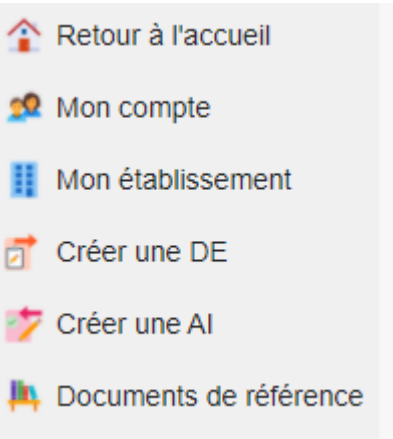 Retour à l'accueil
Mon compte
Mon établissement
Créer une DE
Créer une AI
Documents de référence